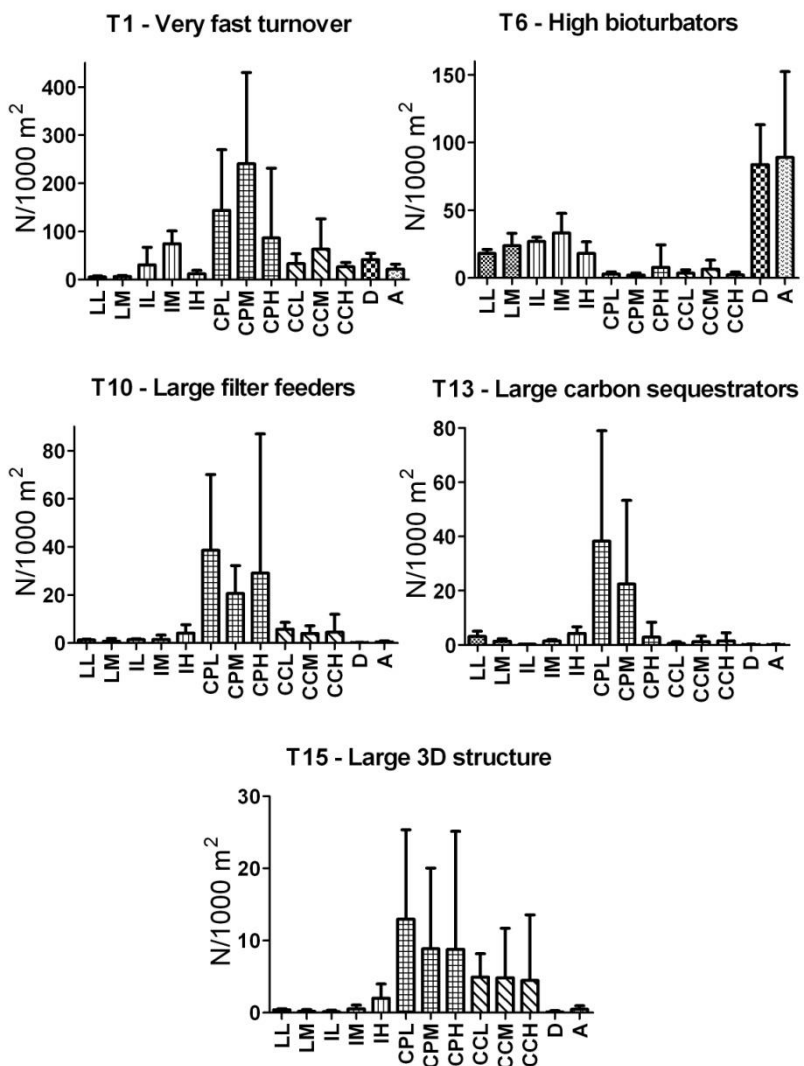 T1 - Very fast turnover
N/1000 m²
400
300
200
100
0
LL LM IL IM IH CPL CPM CPH CCL CCM CCH D A
T6 - High bioturbators
N/1000 m²
150
100
50
0
LL LM IL IM IH CPL CPM CPH CCL CCM CCH D A
T10 - Large filter feeders
N/1000 m²
80
60
40
20
0
LL LM IL IM IH CPL CPM CPH CCL CCM CCH D A
T13 - Large carbon sequestrators
N/1000 m²
80
60
40
20
0
LL LM IL IM IH CPL CPM CPH CCL CCM CCH D A
T15 - Large 3D structure
N/1000 m²
30
20
10
0
LL LM IL IM IH CPL CPM CPH CCL CCM CCH D A